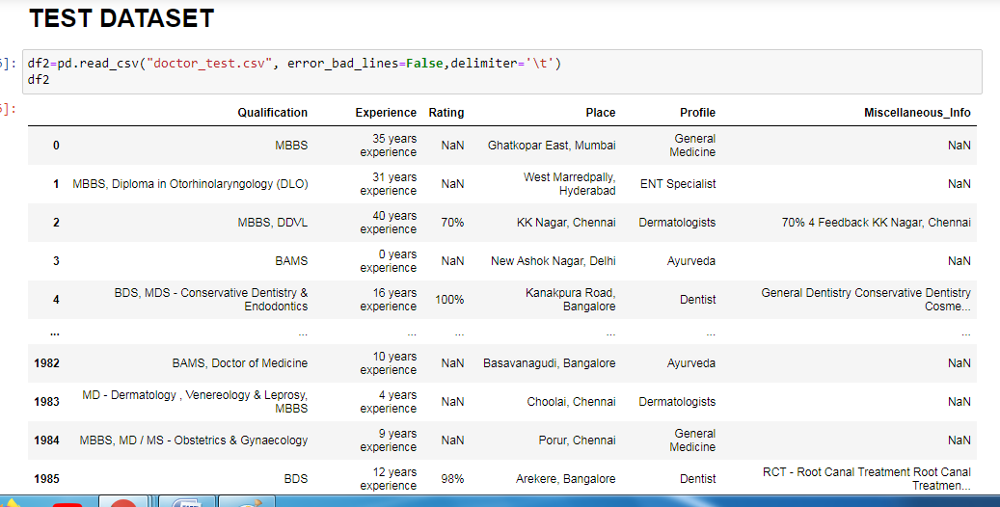 TEST DATASET
5]: df2=pd.read_csv("doctor_test.csv", error_bad_lines=False,delimiter='\t')
df2
5]:
Qualification Experience Rating Place Profile Miscellaneous_Info
0 MBBS 35 years experience NaN Ghatkopar East, Mumbai General Medicine NaN
1 MBBS, Diploma in Otorhinolaryngology (DLO) 31 years experience NaN West Marredpally, Hyderabad ENT Specialist NaN
2 MBBS, DDVL 40 years experience 70% KK Nagar, Chennai Dermatologists 70% 4 Feedback KK Nagar, Chennai
3 BAMS 0 years experience NaN New Ashok Nagar, Delhi Ayurveda NaN
4 BDS, MDS - Conservative Dentistry & Endodontics 16 years experience 100% Kanakpura Road, Bangalore Dentist General Dentistry Conservative Dentistry Cosme...
... ... ... ... ... ... ...
1982 BAMS, Doctor of Medicine 10 years experience NaN Basavanagudi, Bangalore Ayurveda NaN
1983 MD - Dermatology , Venereology & Leprosy, MBBS 4 years experience NaN Choolai, Chennai Dermatologists NaN
1984 MBBS, MD / MS - Obstetrics & Gynaecology 9 years experience NaN Porur, Chennai General Medicine NaN
1985 BDS 12 years experience 98% Arekere, Bangalore Dentist RCT - Root Canal Treatment Root Canal Treatmen...